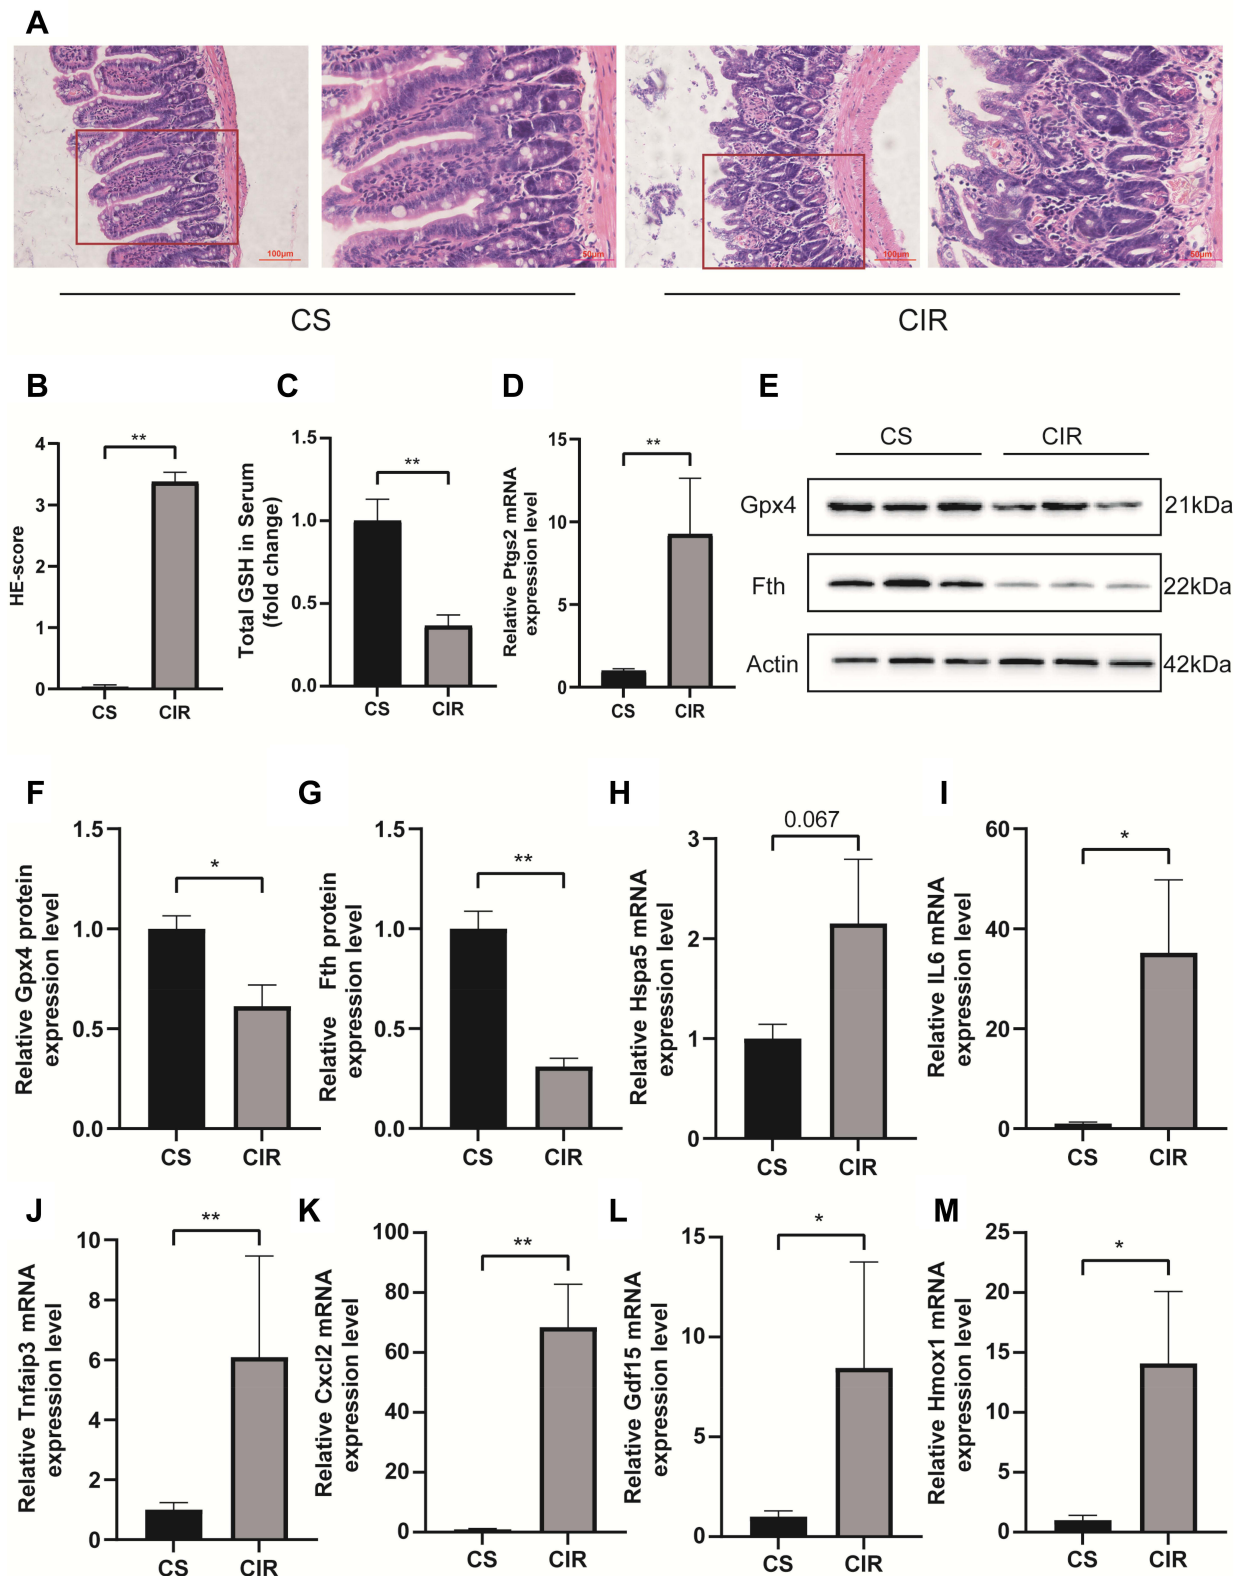 A
100μm
50μm
100μm
50μm
CS
CIR
B
HE-score
4
3
2
1
0
**
CS
CIR
C
Total GSH in Serum
(fold change)
1.5
1.0
0.5
0.0
**
CS
CIR
D
Relative Ptgs2 mRNA
expression level
15
10
5
0
**
CS
CIR
E
CS
CIR
Gpx4
21kDa
Fth
22kDa
Actin
42kDa
F
Relative Gpx4 protein
expression level
1.5
1.0
0.5
0.0
*
CS
CIR
G
Relative Fth protein
expression level
1.5
1.0
0.5
0.0
**
CS
CIR
H
Relative Hspa5 mRNA
expression level
3
2
1
0
0.067
CS
CIR
I
Relative IL6 mRNA
expression level
60
40
20
0
*
CS
CIR
J
Relative Tnfaip3 mRNA
expression level
10
8
6
4
2
0
**
CS
CIR
K
Relative Cxcl2 mRNA
expression level
100
80
60
40
20
0
**
CS
CIR
L
Relative Gdf15 mRNA
expression level
15
10
5
0
*
CS
CIR
M
Relative Hmox1 mRNA
expression level
25
20
15
10
5
0
*
CS
CIR